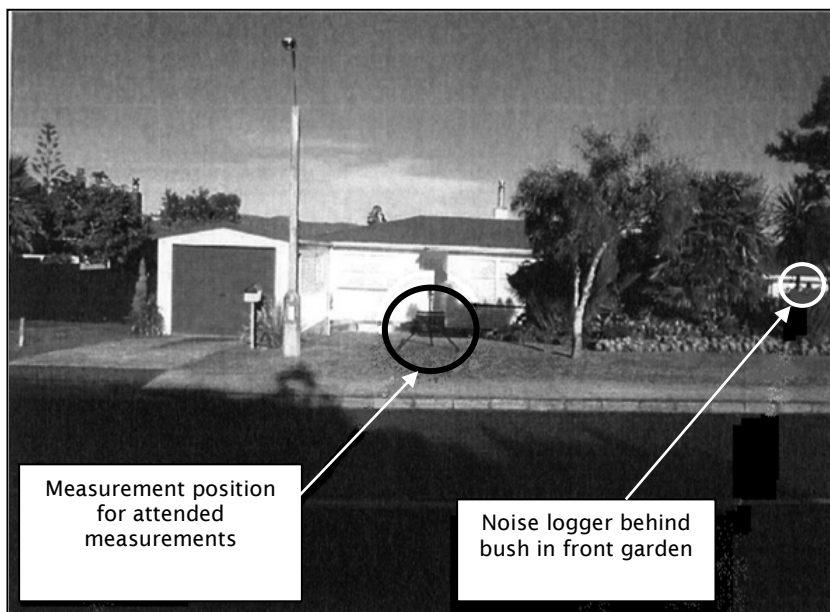 Measurement position
for attended
measurements
Noise logger behind
bush in front garden